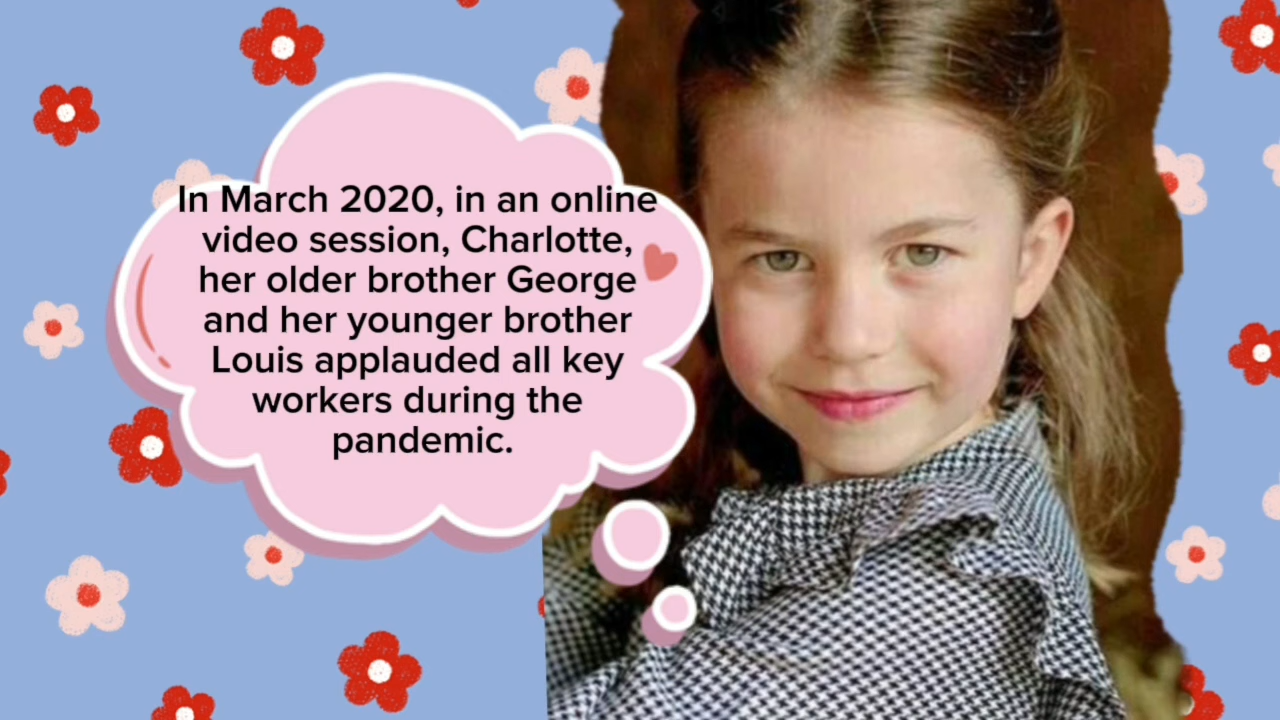 In March 2020, in an online
video session, Charlotte,
her older brother George
and her younger brother
Louis applauded all key
workers during the
pandemic.